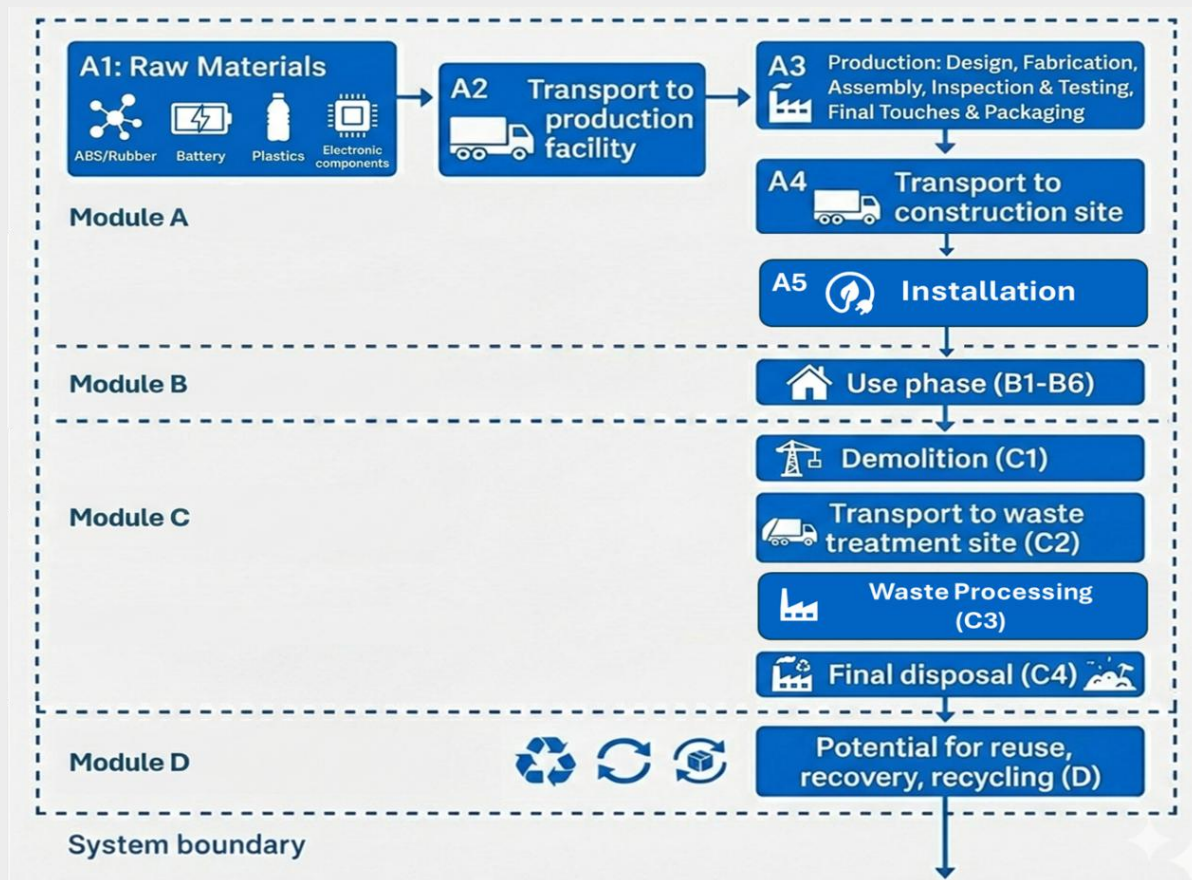 A1: Raw Materials
ABS/Rubber
Battery
Plastics
Electronic
components
A2
Transport to
production
facility
A3
Production: Design, Fabrication,
Assembly, Inspection & Testing,
Final Touches & Packaging
A4
Transport to
construction site
Module A
A5
Installation
Module B
Use phase (B1-B6)
Demolition (C1)
Module C
Transport to waste
treatment site (C2)
Waste Processing
(C3)
Final disposal (C4)
Module D
Potential for reuse,
recovery, recycling (D)
System boundary